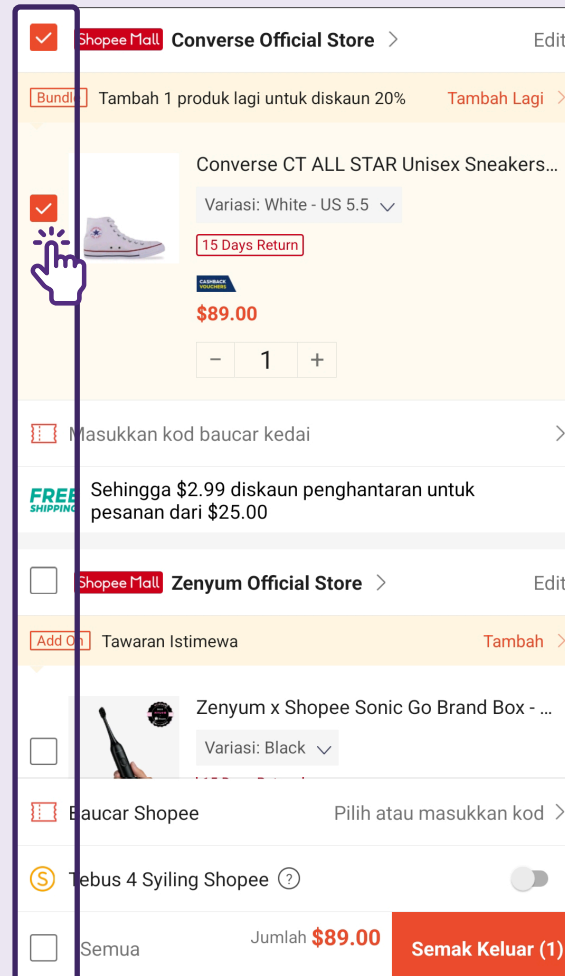 Shopee Mall Converse Official Store Edit
Bundle Tambah 1 produk lagi untuk diskaun 20% Tambah Lagi
Converse CT ALL STAR Unisex Sneakers...
Variasi: White - US 5.5
15 Days Return
CASHBACK
VOUCHERS
$89.00
1
Masukkan kod baucar kedai
FREE
SHIPPING
Sehingga $2.99 diskaun penghantaran untuk
pesanan dari $25.00
Shopee Mall Zenyum Official Store Edit
Add On Tawaran Istimewa Tambah
Zenyum x Shopee Sonic Go Brand Box - ...
Variasi: Black
Baucar Shopee Pilih atau masukkan kod
Tebus 4 Syiling Shopee
Semua Jumlah $89.00 Semak Keluar (1)